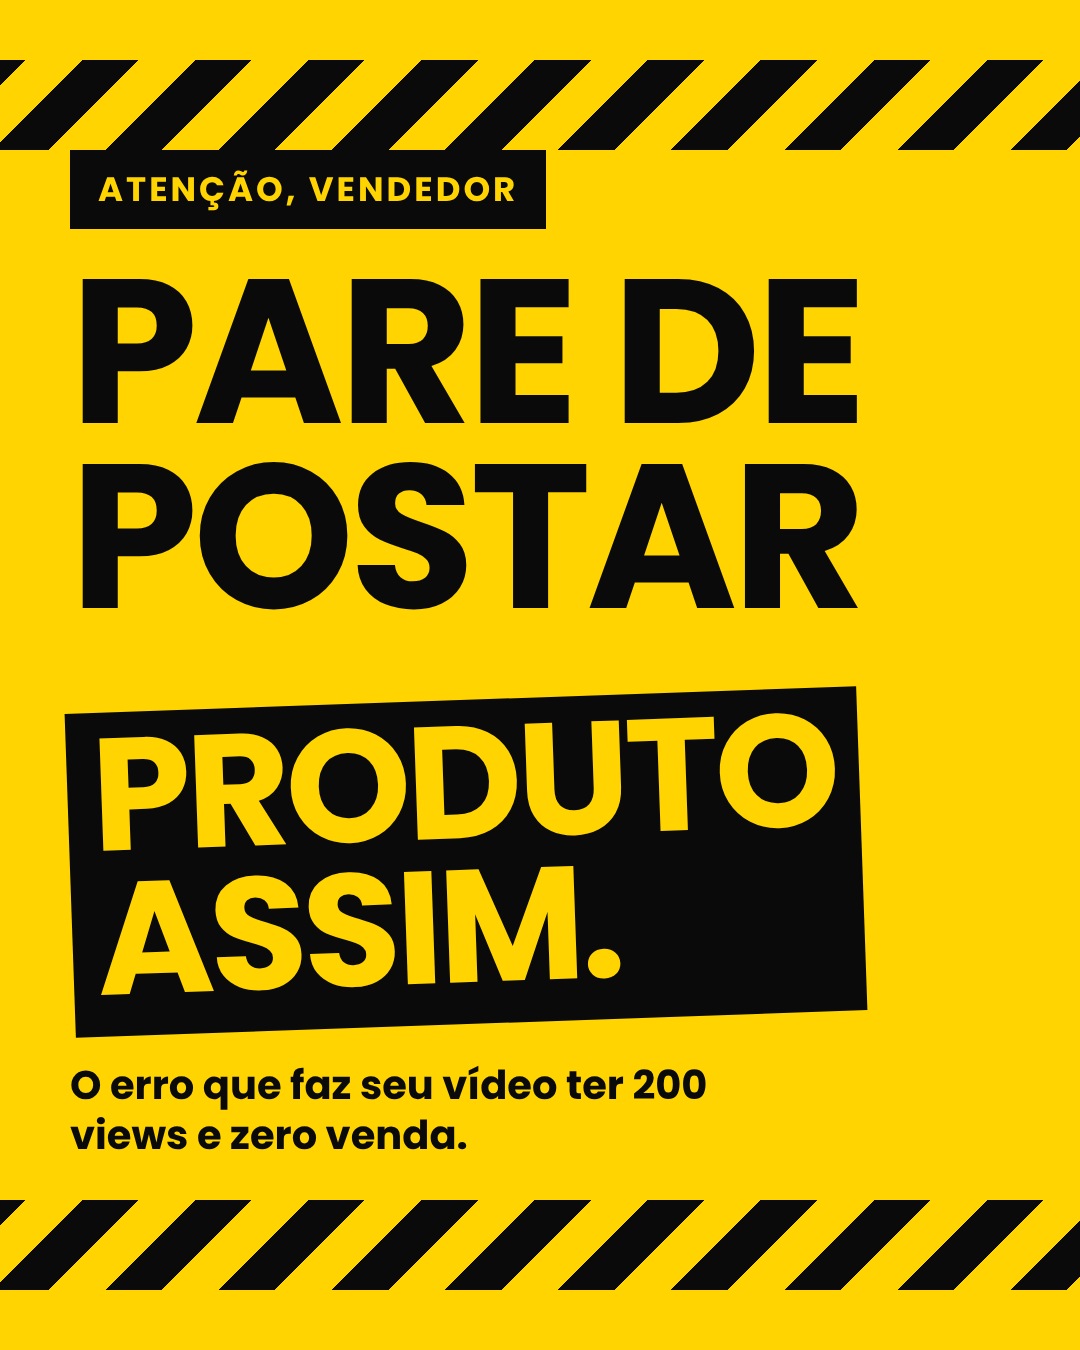 ATENÇÃO, VENDEDOR
PARE DE
POSTAR
PRODUTO
ASSIM.
O erro que faz seu vídeo ter 200
views e zero venda.